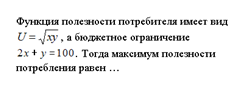 Функция полезности потребителя имеет вид
U = √xy , а бюджетное ограничение
2x + y = 100. Тогда максимум полезности
потребления равен ...